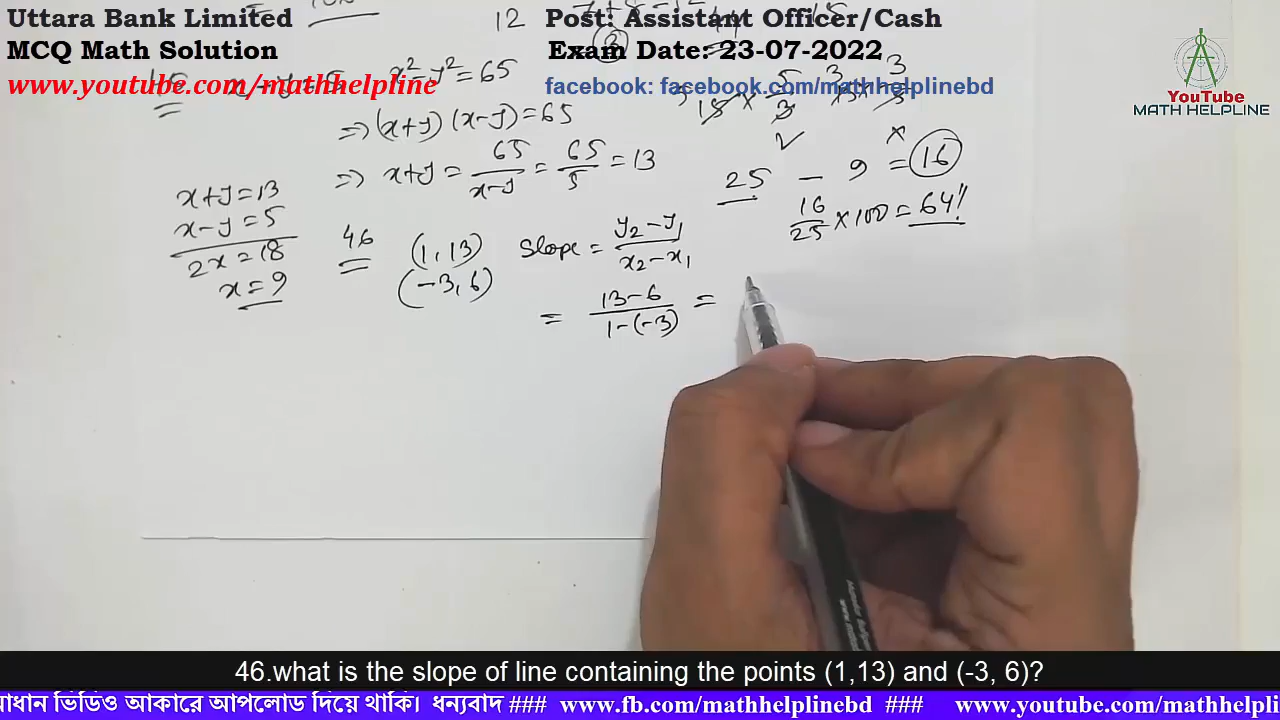 Uttara Bank Limited
Post: Assistant Officer/Cash
MCQ Math Solution
Exam Date: 23-07-2022
www.youtube.com/mathhelpline
facebook: facebook.com/mathhelplinebd
YouTube
MATH HELPLINE
12
x² - y² = 65
⇒ (x+y) (x-y) = 65
⇒ x+y = 65/x-y = 65/5 = 13
x+y = 13
x-y = 5
2x = 18
x = 9
25 - 9 = 16
16/25 × 100 = 64%
46
(1, 13)
(-3, 6)
Slope = y₂-y₁/x₂-x₁
= 13-6/1-(-3) =
46.what is the slope of line containing the points (1,13) and (-3, 6)?
ভিডিও আকারে আপলোড দিয়ে থাকি। ধন্যবাদ ### www.fb.com/mathhelplinebd ### www.youtube.com/mathhelp